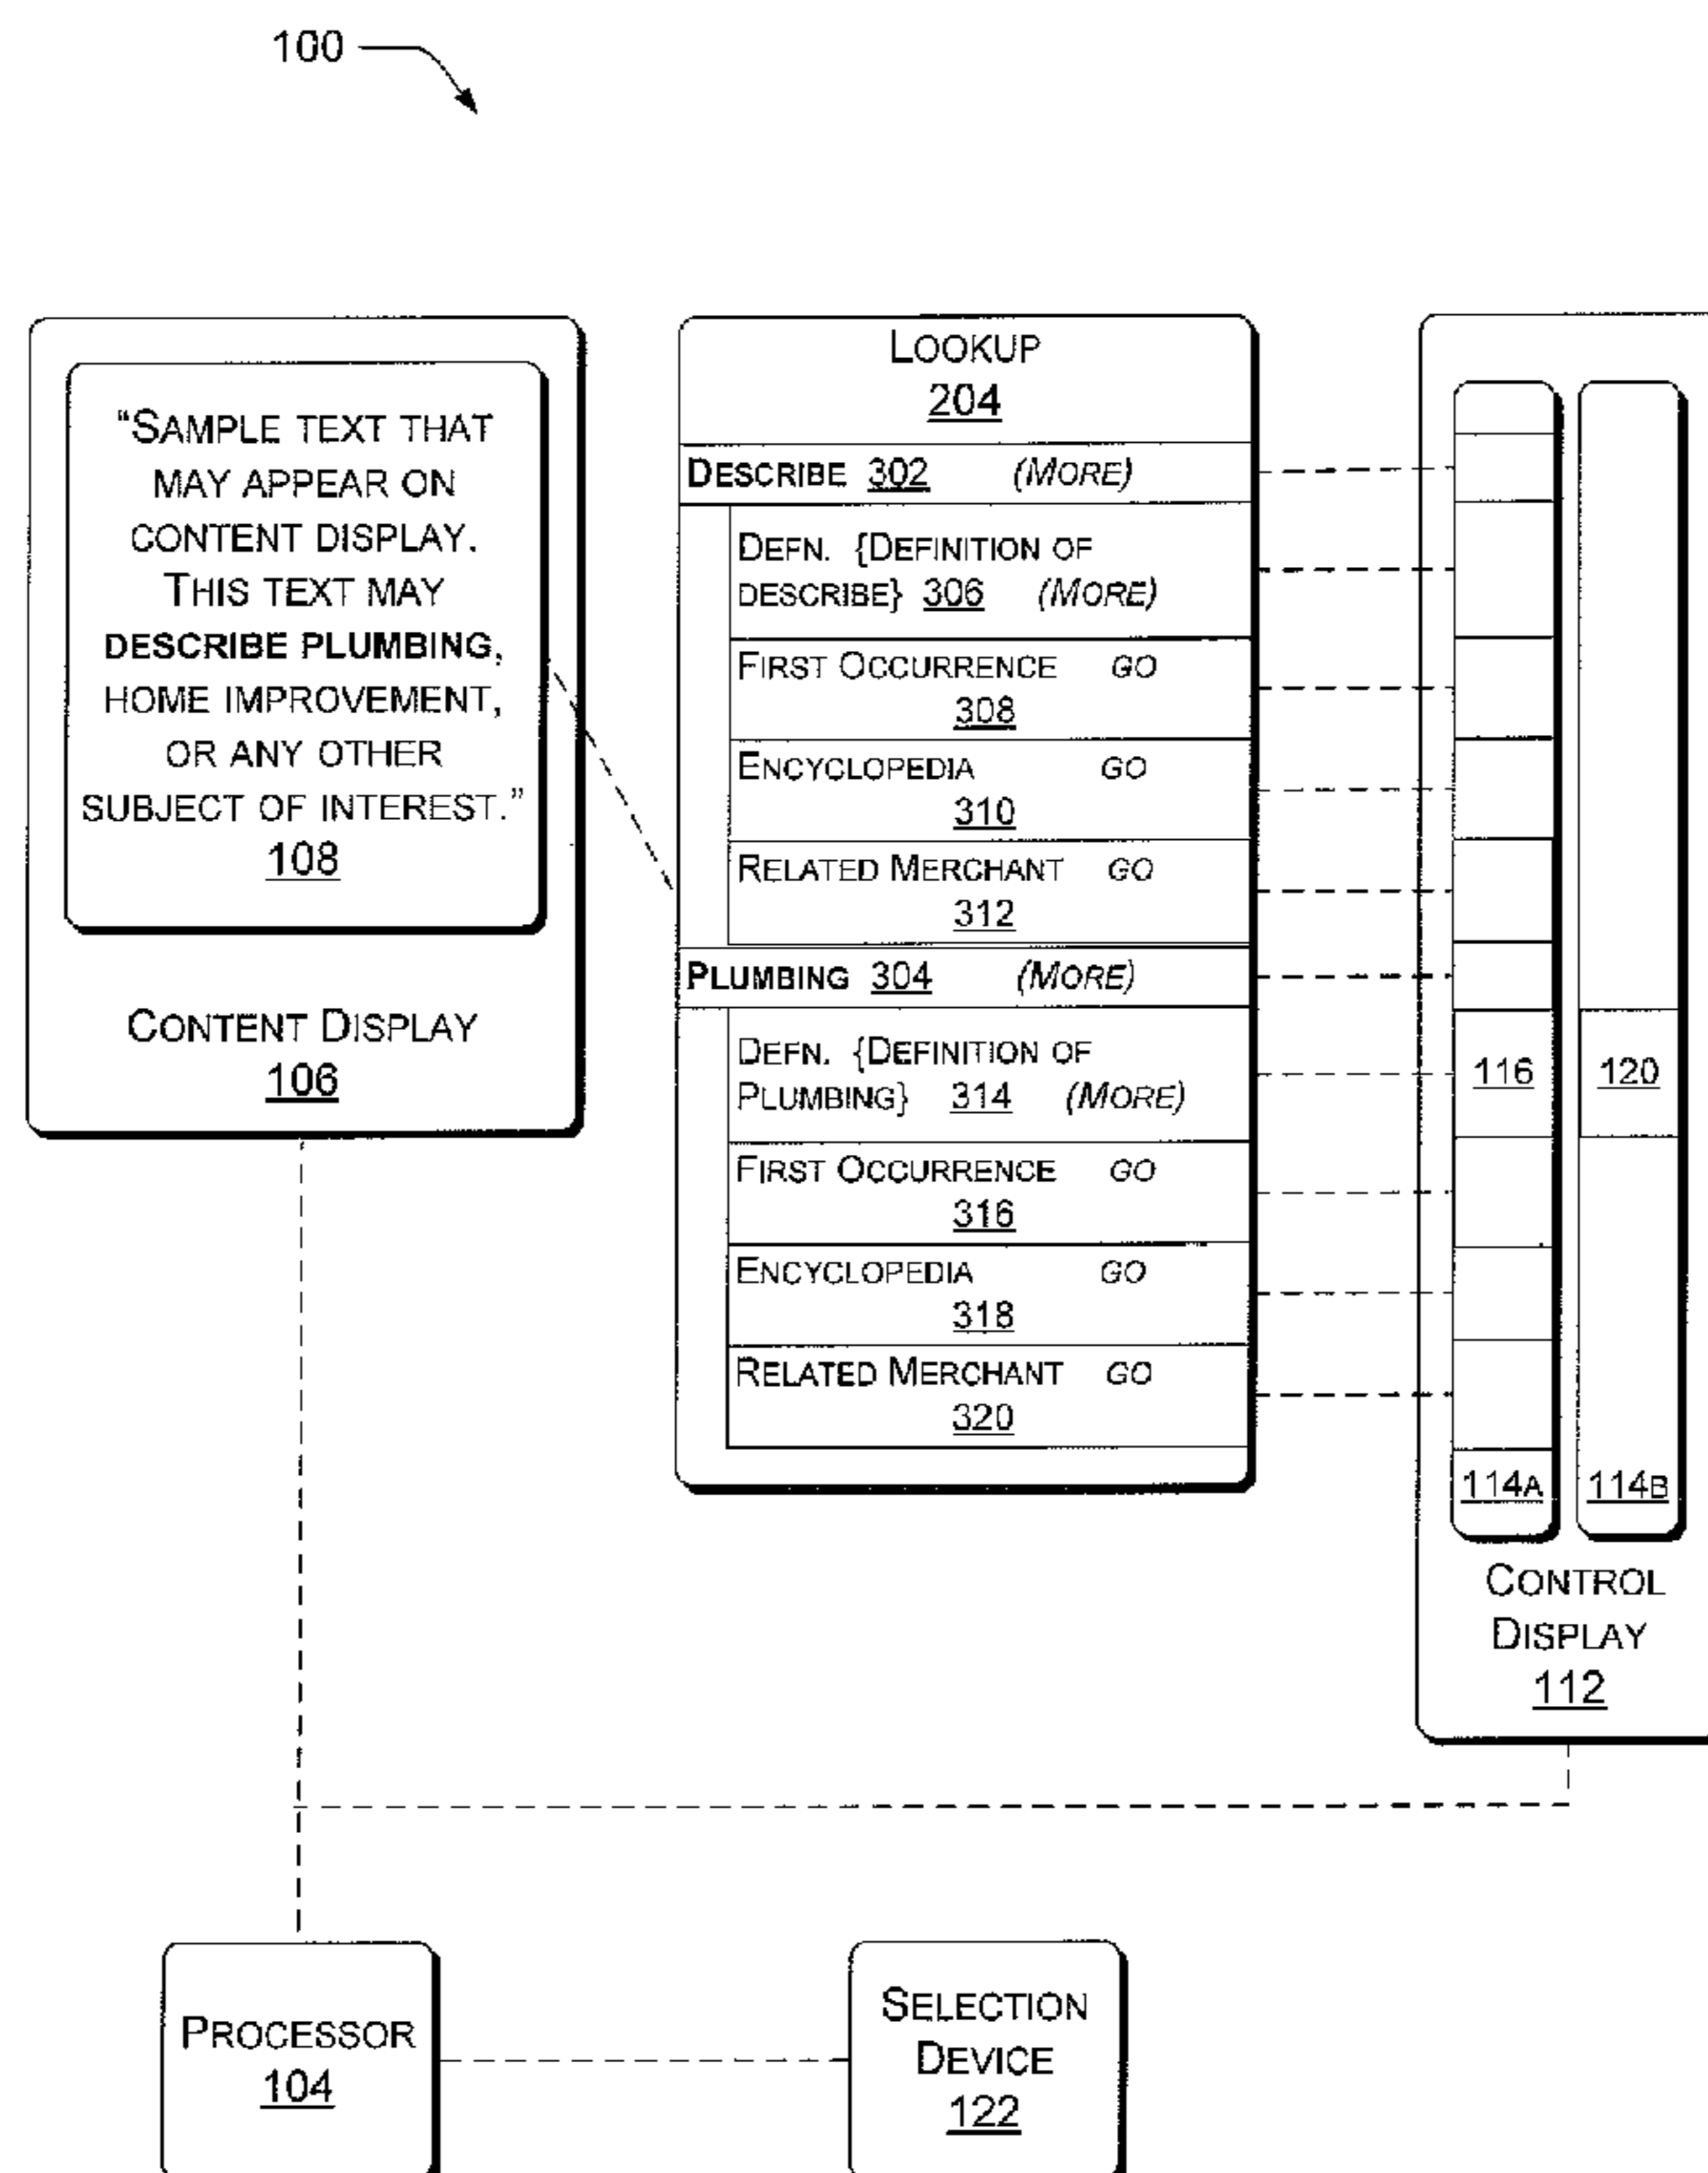 100
“SAMPLE TEXT THAT
MAY APPEAR ON
CONTENT DISPLAY.
THIS TEXT MAY
DESCRIBE PLUMBING,
HOME IMPROVEMENT,
OR ANY OTHER
SUBJECT OF INTEREST.”
108
CONTENT DISPLAY
106
LOOKUP
204
DESCRIBE 302 (MORE)
DEFN. {DEFINITION OF
DESCRIBE} 306 (MORE)
FIRST OCCURRENCE GO
308
ENCYCLOPEDIA GO
310
RELATED MERCHANT GO
312
PLUMBING 304 (MORE)
DEFN. {DEFINITION OF
PLUMBING} 314 (MORE)
FIRST OCCURRENCE GO
316
ENCYCLOPEDIA GO
318
RELATED MERCHANT GO
320
116 120
114A 114B
CONTROL
DISPLAY
112
PROCESSOR
104
SELECTION
DEVICE
122